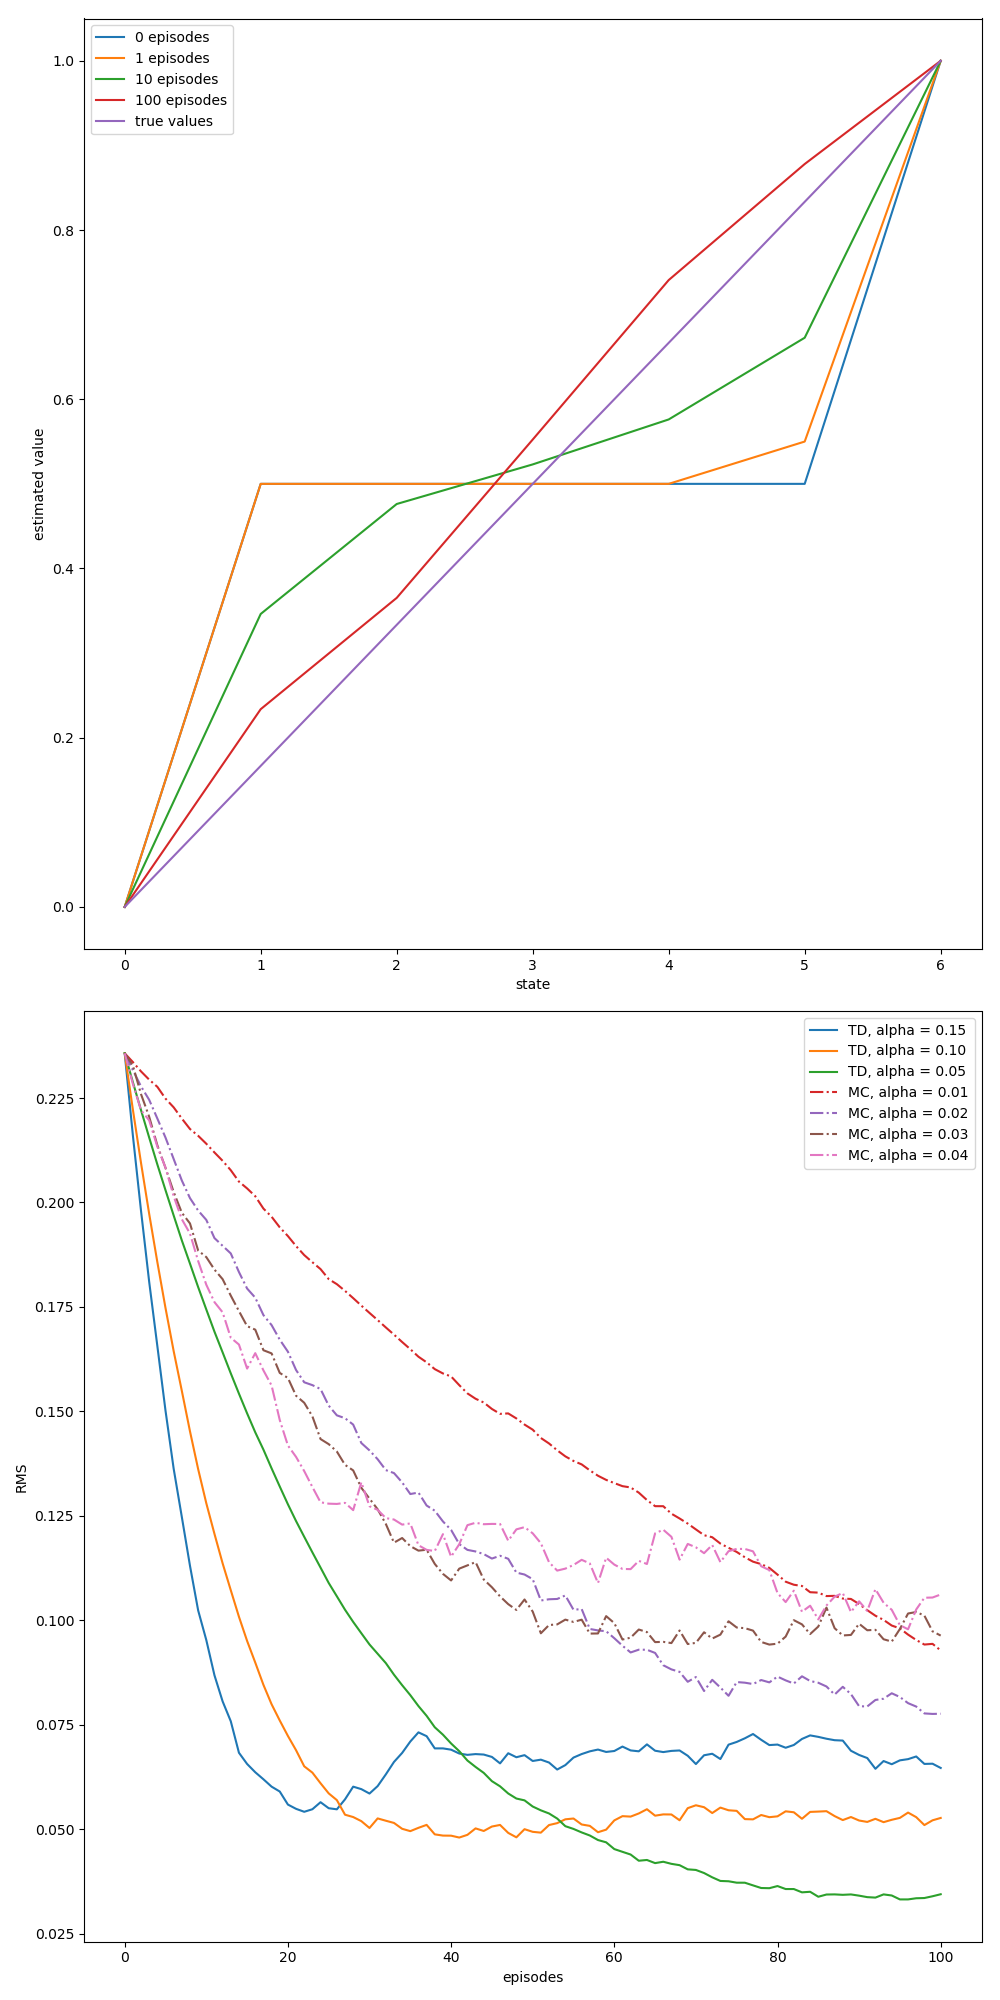 0 episodes
1 episodes
10 episodes
100 episodes
true values
1.0
0.8
0.6
0.4
0.2
0.0
estimated value
0 1 2 3 4 5 6
state
TD, alpha = 0.15
TD, alpha = 0.10
TD, alpha = 0.05
MC, alpha = 0.01
MC, alpha = 0.02
MC, alpha = 0.03
MC, alpha = 0.04
0.225
0.200
0.175
0.150
0.125
0.100
0.075
0.050
0.025
RMS
0 20 40 60 80 100
episodes